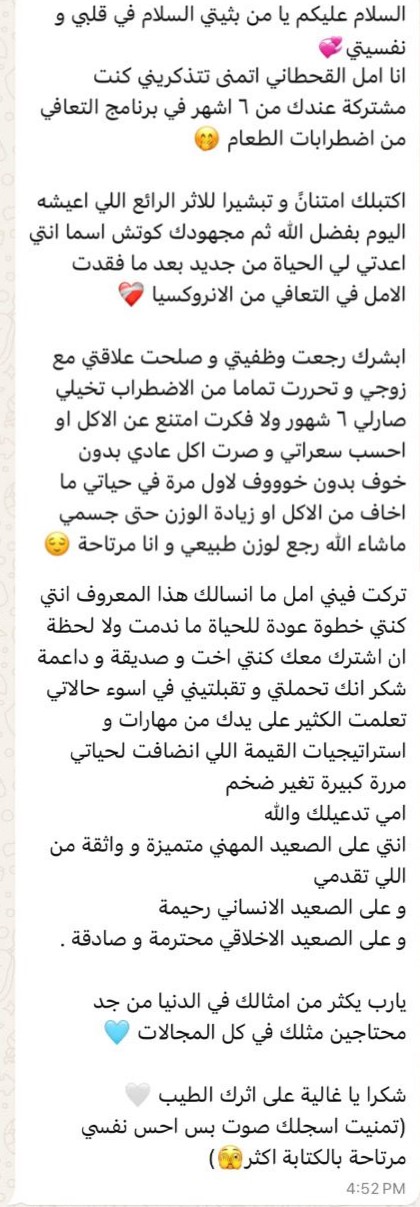 السلام عليكم يا من بثيتي السلام في قلبي و
نفسيتي 💞
انا امل القحطاني اتمنى تتذكريني كنت
مشتركة عندك من ٦ اشهر في برنامج التعافي
من اضطرابات الطعام 🤭
اكتبلك امتنانً و تبشيرا للاثر الرائع اللي اعيشه
اليوم بفضل الله ثم مجهودك كوتش اسما انتي
اعدتي لي الحياة من جديد بعد ما فقدت
الامل في التعافي من الانروكسيا ❤️‍🩹
ابشرك رجعت وظفيتي و صلحت علاقتي مع
زوجي و تحررت تماما من الاضطراب تخيلي
صارلي ٦ شهور ولا فكرت امتنع عن الاكل او
احسب سعراتي و صرت اكل عادي بدون
خوف بدون خوووف لاول مرة في حياتي ما
اخاف من الاكل او زيادة الوزن حتى جسمي
ماشاء الله رجع لوزن طبيعي و انا مرتاحة 😌
تركت فيني امل ما انسالك هذا المعروف انتي
كنتي خطوة عودة للحياة ما ندمت ولا لحظة
ان اشترك معك كنتي اخت و صديقة و داعمة
شكر انك تحملتي و تقبلتيني في اسوء حالاتي
تعلمت الكثير على يدك من مهارات و
استراتيجيات القيمة اللي انضافت لحياتي
مررة كبيرة تغير ضخم
امي تدعيلك والله
انتي على الصعيد المهني متميزة و واثقة من
اللي تقدمي
و على الصعيد الانساني رحيمة
و على الصعيد الاخلاقي محترمة و صادقة .
يارب يكثر من امثالك في الدنيا من جد
محتاجين مثلك في كل المجالات 🩵
شكرا يا غالية على اثرك الطيب 🤍
(تمنيت اسجلك صوت بس احس نفسي
مرتاحة بالكتابة اكثر🫣)
4:52 PM